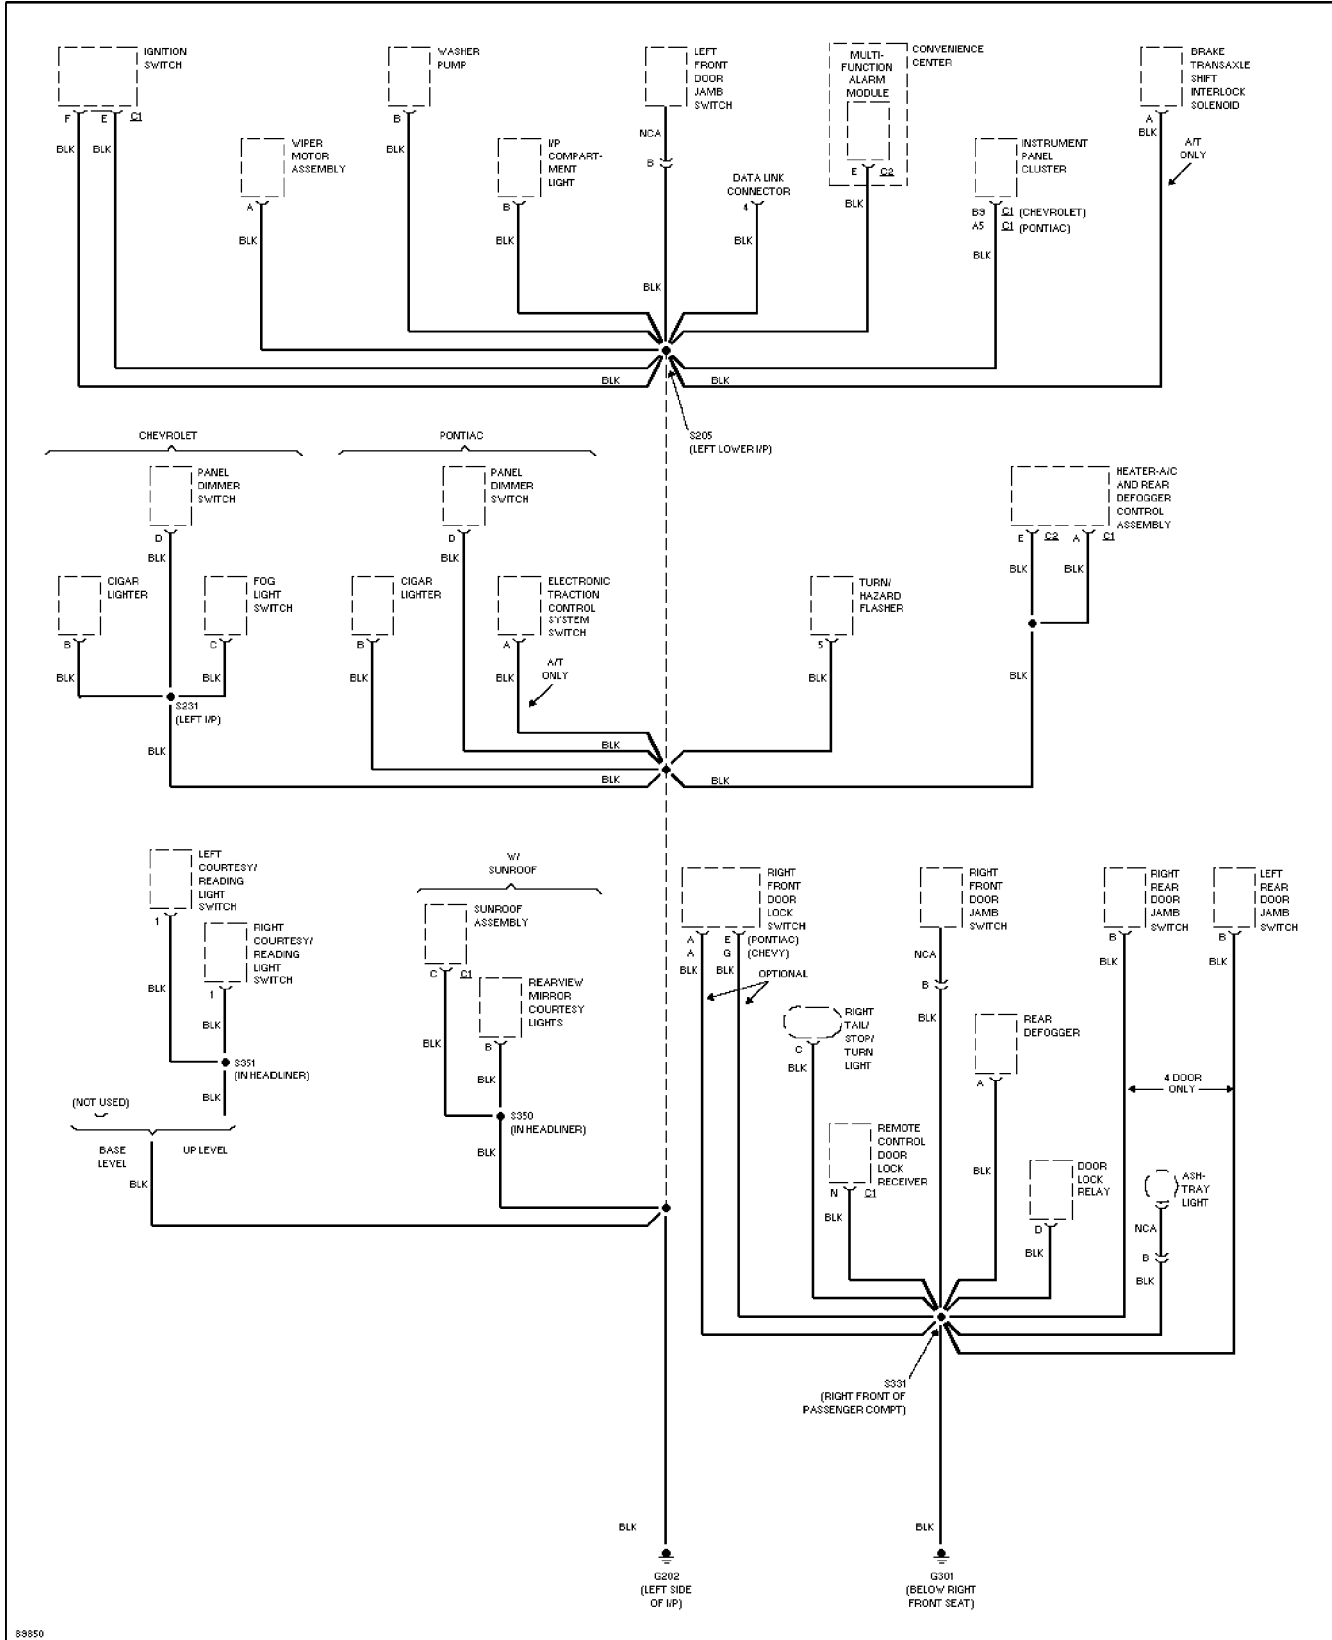 IGNITION
SWITCH
F
E
C1
BLK
BLK
WIPER
MOTOR
ASSEMBLY
A
BLK
WASHER
PUMP
B
BLK
I/P
COMPART-
MENT
LIGHT
B
BLK
LEFT
FRONT
DOOR
JAMB
SWITCH
NCA
B
BLK
DATA LINK
CONNECTOR
4
BLK
MULTI-
FUNCTION
ALARM
MODULE
CONVENIENCE
CENTER
E
C2
BLK
INSTRUMENT
PANEL
CLUSTER
B9 C1 (CHEVROLET)
A5 C1 (PONTIAC)
BLK
BRAKE
TRANSAXLE
SHIFT
INTERLOCK
SOLENOID
A
BLK
A/T
ONLY
BLK
BLK
S205
(LEFT LOWER I/P)
CHEVROLET
PANEL
DIMMER
SWITCH
D
BLK
CIGAR
LIGHTER
B
BLK
FOG
LIGHT
SWITCH
C
BLK
S231
(LEFT I/P)
BLK
PONTIAC
PANEL
DIMMER
SWITCH
D
BLK
CIGAR
LIGHTER
B
BLK
ELECTRONIC
TRACTION
CONTROL
SYSTEM
SWITCH
A
BLK
A/T
ONLY
BLK
BLK
BLK
TURN/
HAZARD
FLASHER
5
BLK
HEATER-A/C
AND REAR
DEFOGGER
CONTROL
ASSEMBLY
E
C2
A
C1
BLK
BLK
BLK
LEFT
COURTESY/
READING
LIGHT
SWITCH
1
BLK
RIGHT
COURTESY/
READING
LIGHT
SWITCH
1
BLK
S351
(IN HEADLINER)
BLK
(NOT USED)
BASE
LEVEL
UP LEVEL
BLK
W/
SUNROOF
SUNROOF
ASSEMBLY
C
C1
BLK
REARVIEW
MIRROR
COURTESY
LIGHTS
B
BLK
S350
(IN HEADLINER)
BLK
RIGHT
FRONT
DOOR
LOCK
SWITCH
A E (PONTIAC)
A G (CHEVY)
BLK
BLK
OPTIONAL
RIGHT
TAIL/
STOP/
TURN
LIGHT
C
BLK
REMOTE
CONTROL
DOOR
LOCK
RECEIVER
N
C1
BLK
RIGHT
FRONT
DOOR
JAMB
SWITCH
NCA
B
BLK
REAR
DEFOGGER
A
BLK
DOOR
LOCK
RELAY
D
BLK
RIGHT
REAR
DOOR
JAMB
SWITCH
B
BLK
LEFT
REAR
DOOR
JAMB
SWITCH
B
BLK
4 DOOR
ONLY
ASH-
TRAY
LIGHT
NCA
B
BLK
S331
(RIGHT FRONT OF
PASSENGER COMPT)
BLK
BLK
G202
(LEFT SIDE
OF I/P)
G301
(BELOW RIGHT
FRONT SEAT)
89850